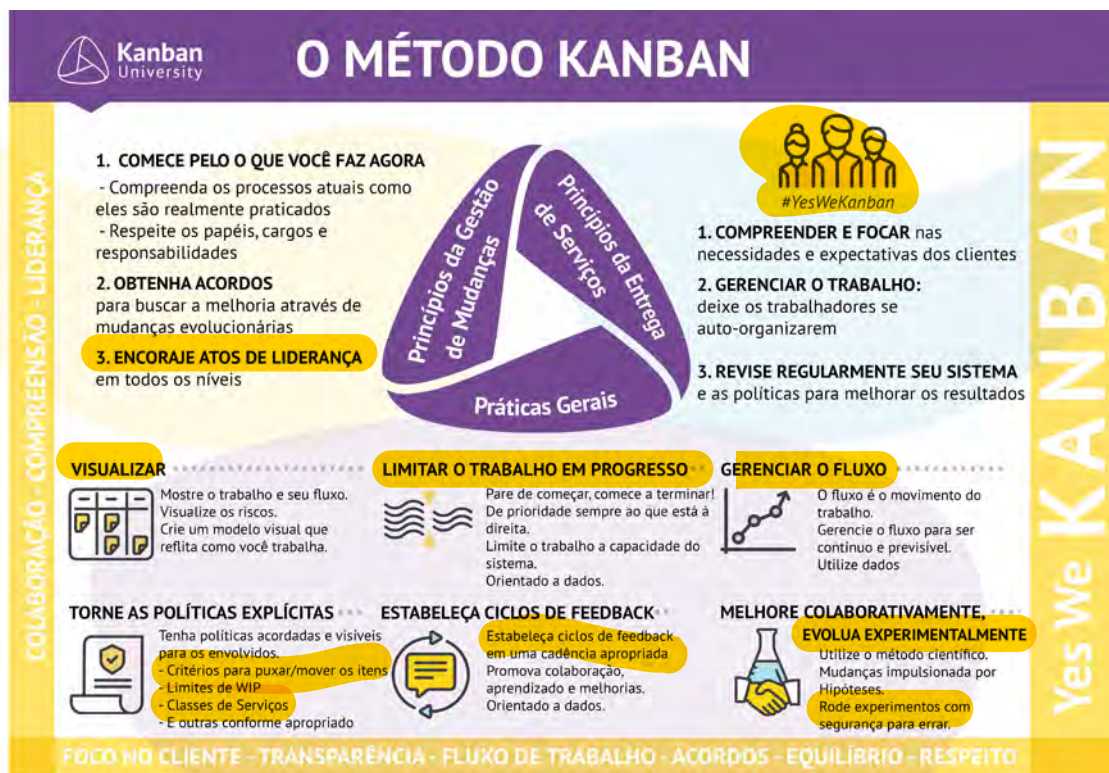 Kanban
University
O MÉTODO KANBAN
COLABORAÇÃO - COMPREENSÃO - LIDERANÇA
1. COMECE PELO O QUE VOCÊ FAZ AGORA
- Compreenda os processos atuais como
eles são realmente praticados
- Respeite os papéis, cargos e
responsabilidades
2. OBTENHA ACORDOS
para buscar a melhoria através de
mudanças evolucionárias
3. ENCORAJE ATOS DE LIDERANÇA
em todos os níveis
Princípios da Gestão
de Mudanças
Princípios da Entrega
de Serviços
Práticas Gerais
#YesWeKanban
1. COMPREENDER E FOCAR nas
necessidades e expectativas dos clientes
2. GERENCIAR O TRABALHO:
deixe os trabalhadores se
auto-organizarem
3. REVISE REGULARMENTE SEU SISTEMA
e as políticas para melhorar os resultados
VISUALIZAR
Mostre o trabalho e seu fluxo.
Visualize os riscos.
Crie um modelo visual que
reflita como você trabalha.
LIMITAR O TRABALHO EM PROGRESSO
Pare de começar, comece a terminar!
De prioridade sempre ao que está à
direita.
Limite o trabalho a capacidade do
sistema.
Orientado a dados.
GERENCIAR O FLUXO
O fluxo é o movimento do
trabalho.
Gerencie o fluxo para ser
contínuo e previsível.
Utilize dados
TORNE AS POLÍTICAS EXPLÍCITAS
Tenha políticas acordadas e visíveis
para os envolvidos.
- Critérios para puxar/mover os itens
- Limites de WIP
- Classes de Serviços
- E outras conforme apropriado
ESTABELEÇA CICLOS DE FEEDBACK
Estabeleça ciclos de feedback
em uma cadência apropriada
Promova colaboração,
aprendizado e melhorias.
Orientado a dados.
MELHORE COLABORATIVAMENTE,
EVOLUA EXPERIMENTALMENTE
Utilize o método científico.
Mudanças impulsionada por
Hipóteses.
Rode experimentos com
segurança para errar.
Yes We KANBAN
FOCO NO CLIENTE - TRANSPARÊNCIA - FLUXO DE TRABALHO - ACORDOS - EQUILÍBRIO - RESPEITO